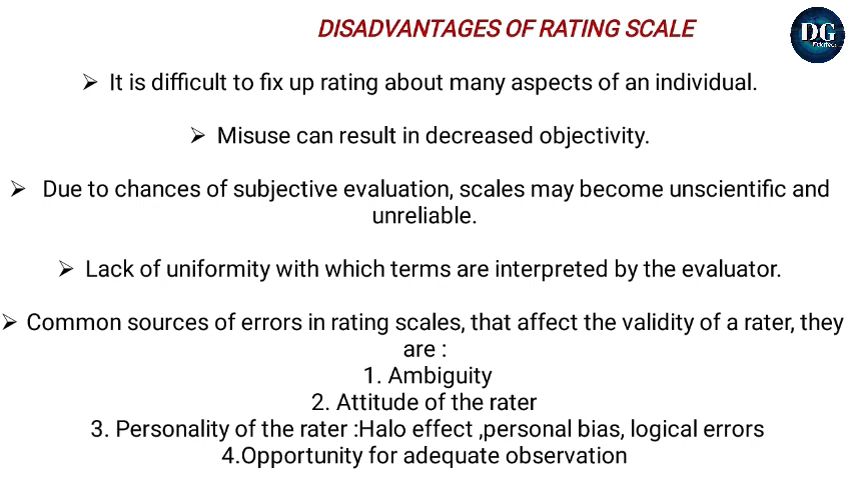 DISADVANTAGES OF RATING SCALE
DG
➢ It is difficult to fix up rating about many aspects of an individual.
➢ Misuse can result in decreased objectivity.
➢ Due to chances of subjective evaluation, scales may become unscientific and
unreliable.
➢ Lack of uniformity with which terms are interpreted by the evaluator.
➢ Common sources of errors in rating scales, that affect the validity of a rater, they
are :
1. Ambiguity
2. Attitude of the rater
3. Personality of the rater :Halo effect ,personal bias, logical errors
4.Opportunity for adequate observation